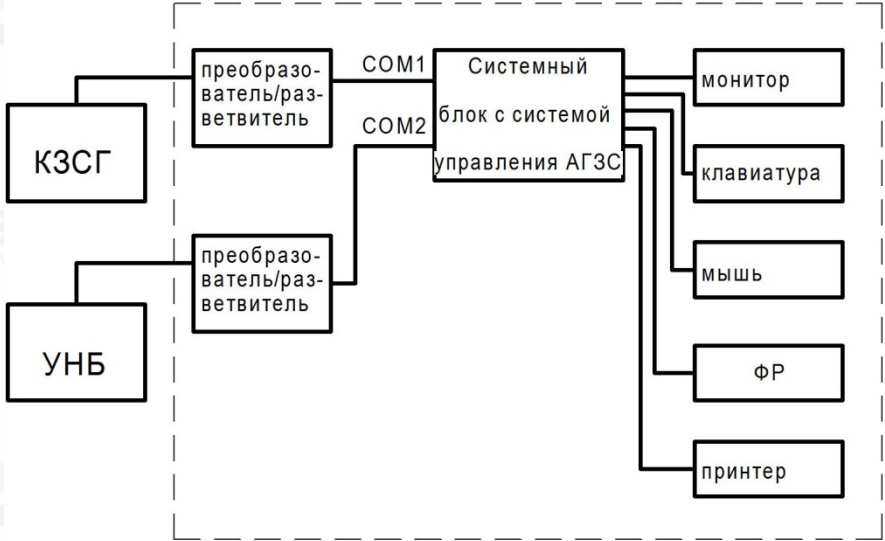 преобразо-
ватель/раз-
ветвитель
COM1
Системный
блок с системой
управления АГЗС
монитор
КЗСГ
COM2
клавиатура
преобразо-
ватель/раз-
ветвитель
мышь
УНБ
ФР
принтер